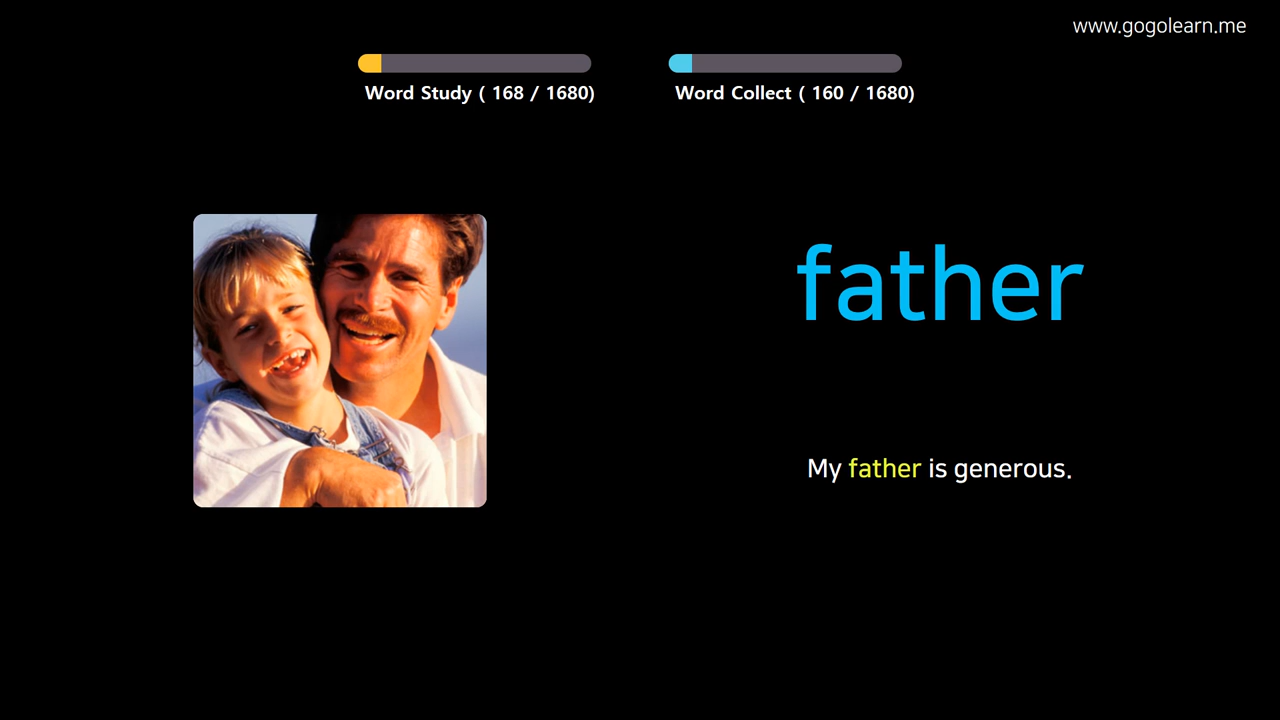 www.gogolearn.me
Word Study ( 168 / 1680)
Word Collect ( 160 / 1680)
father
My father is generous.